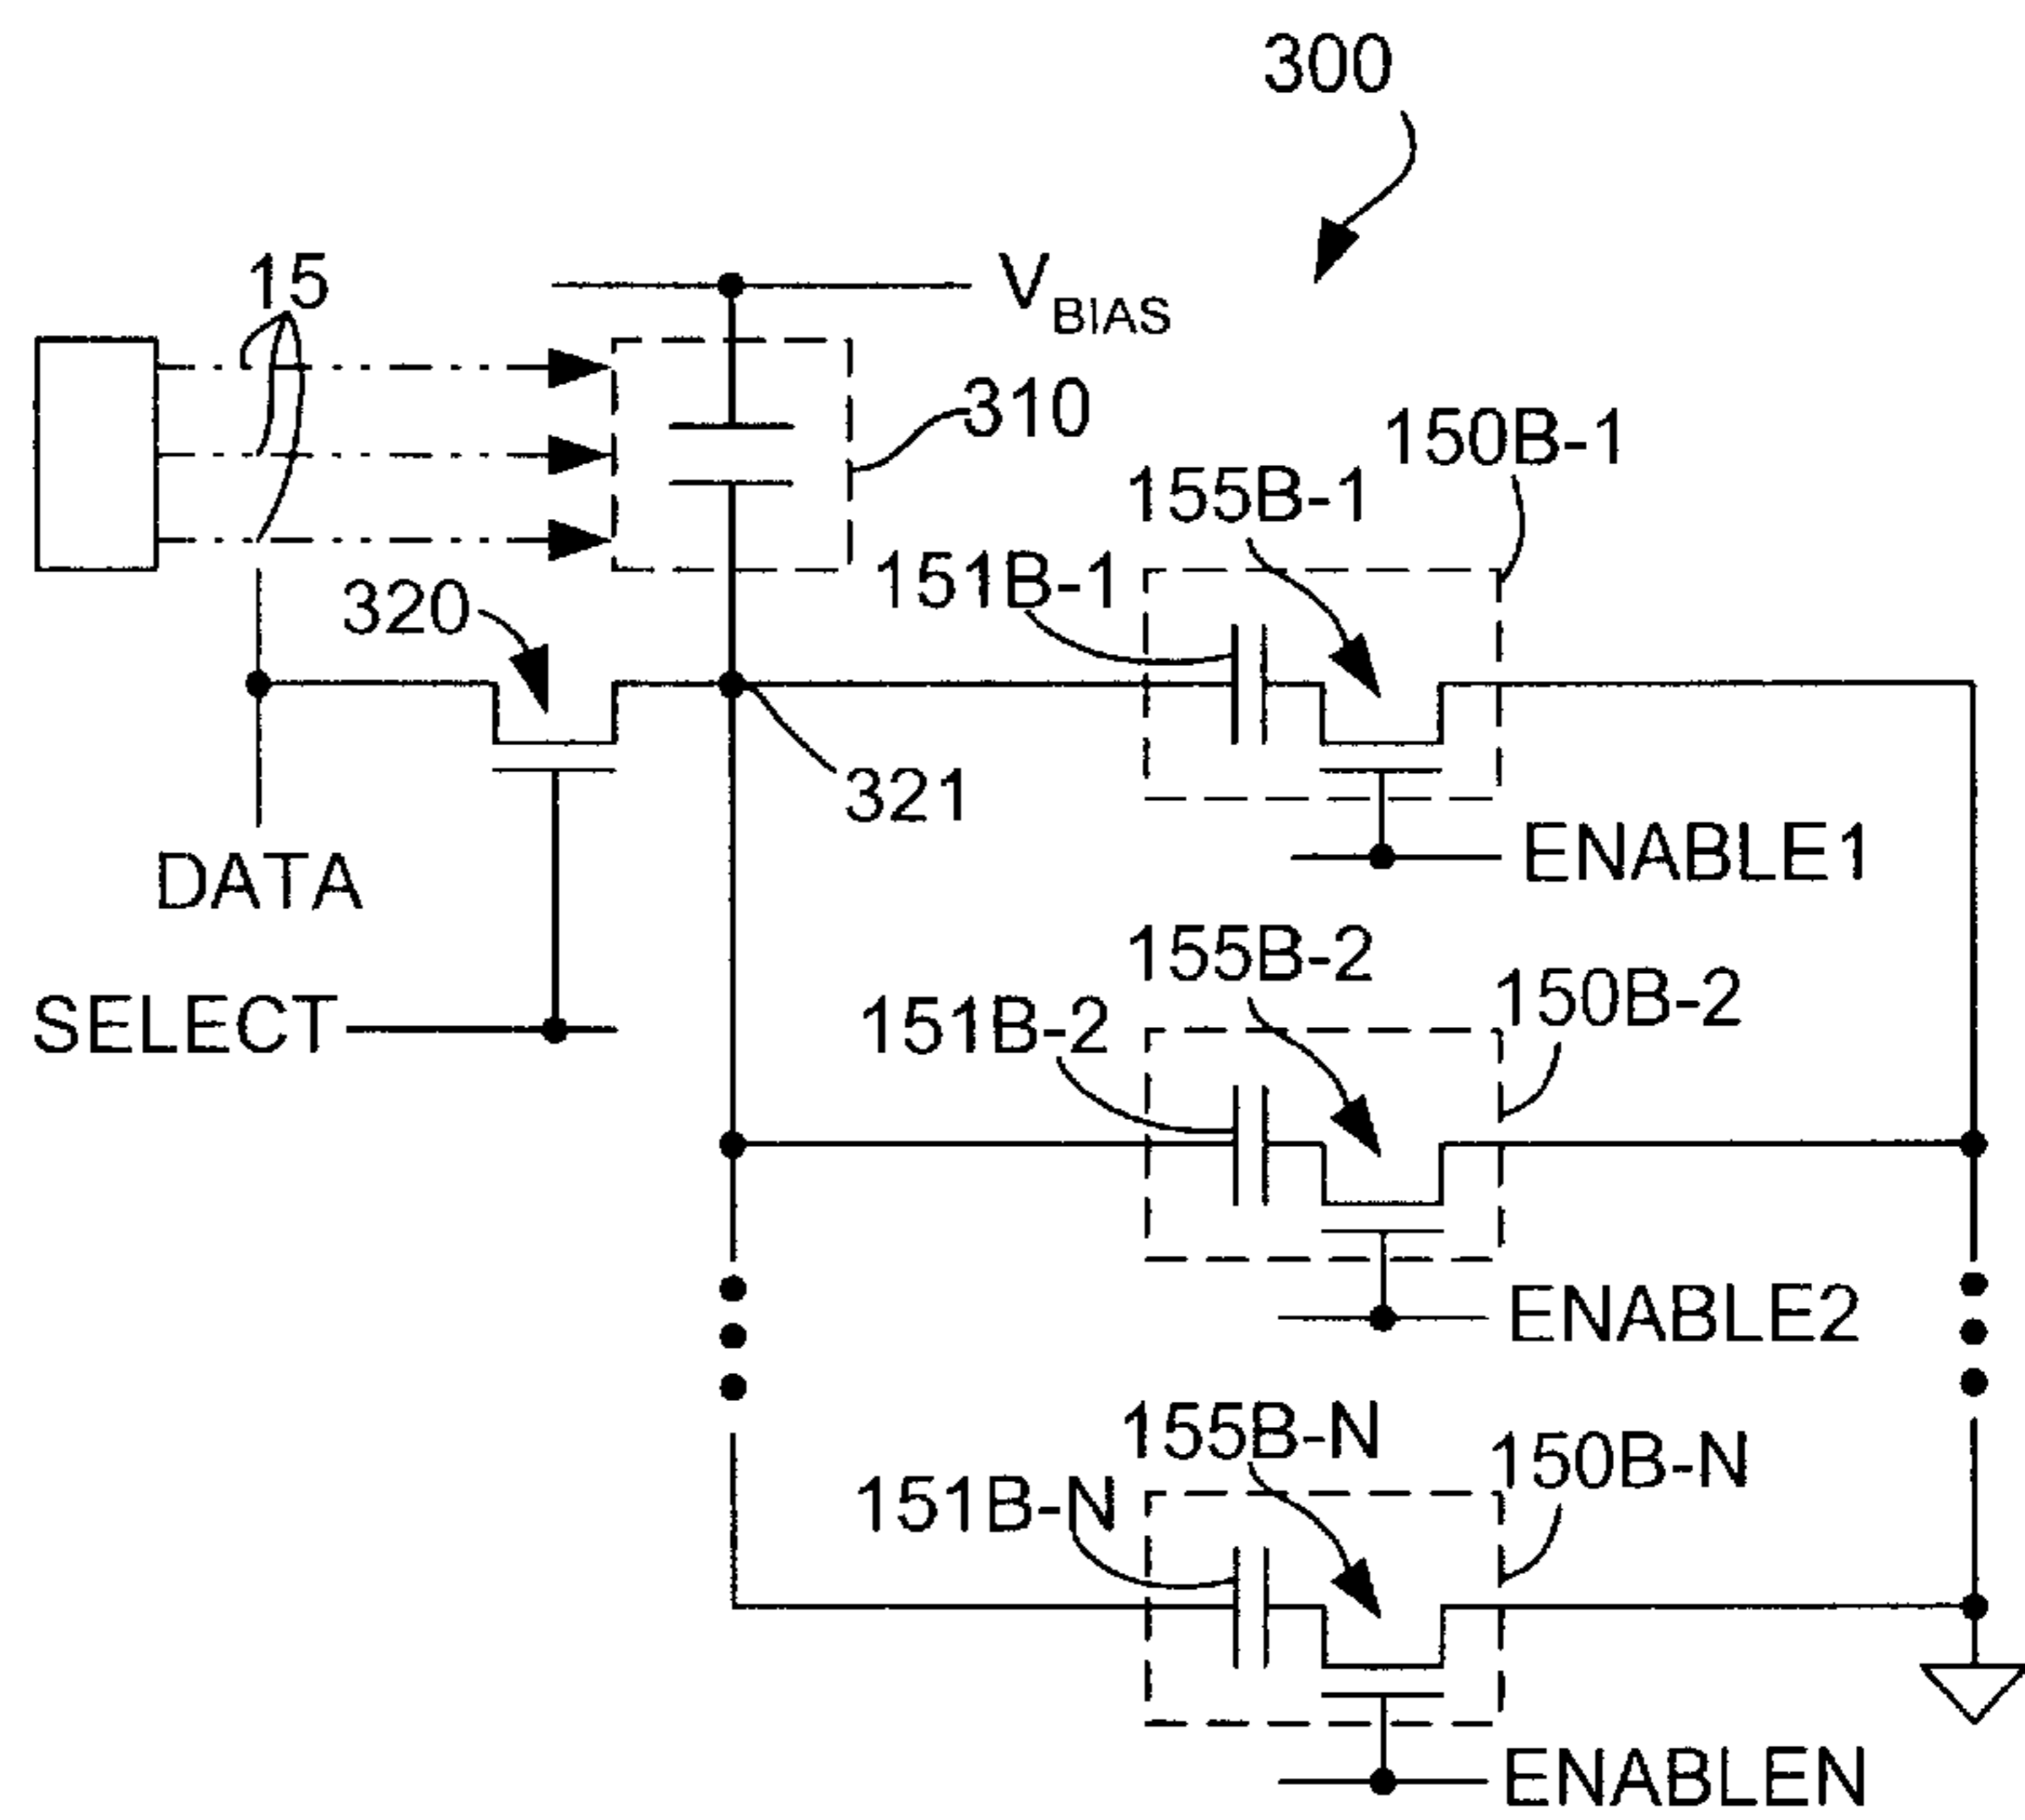 300
15
V BIAS
310
150B-1
155B-1
151B-1
320
321
ENABLE1
DATA
155B-2
150B-2
SELECT
151B-2
ENABLE2
155B-N
150B-N
151B-N
ENABLEN